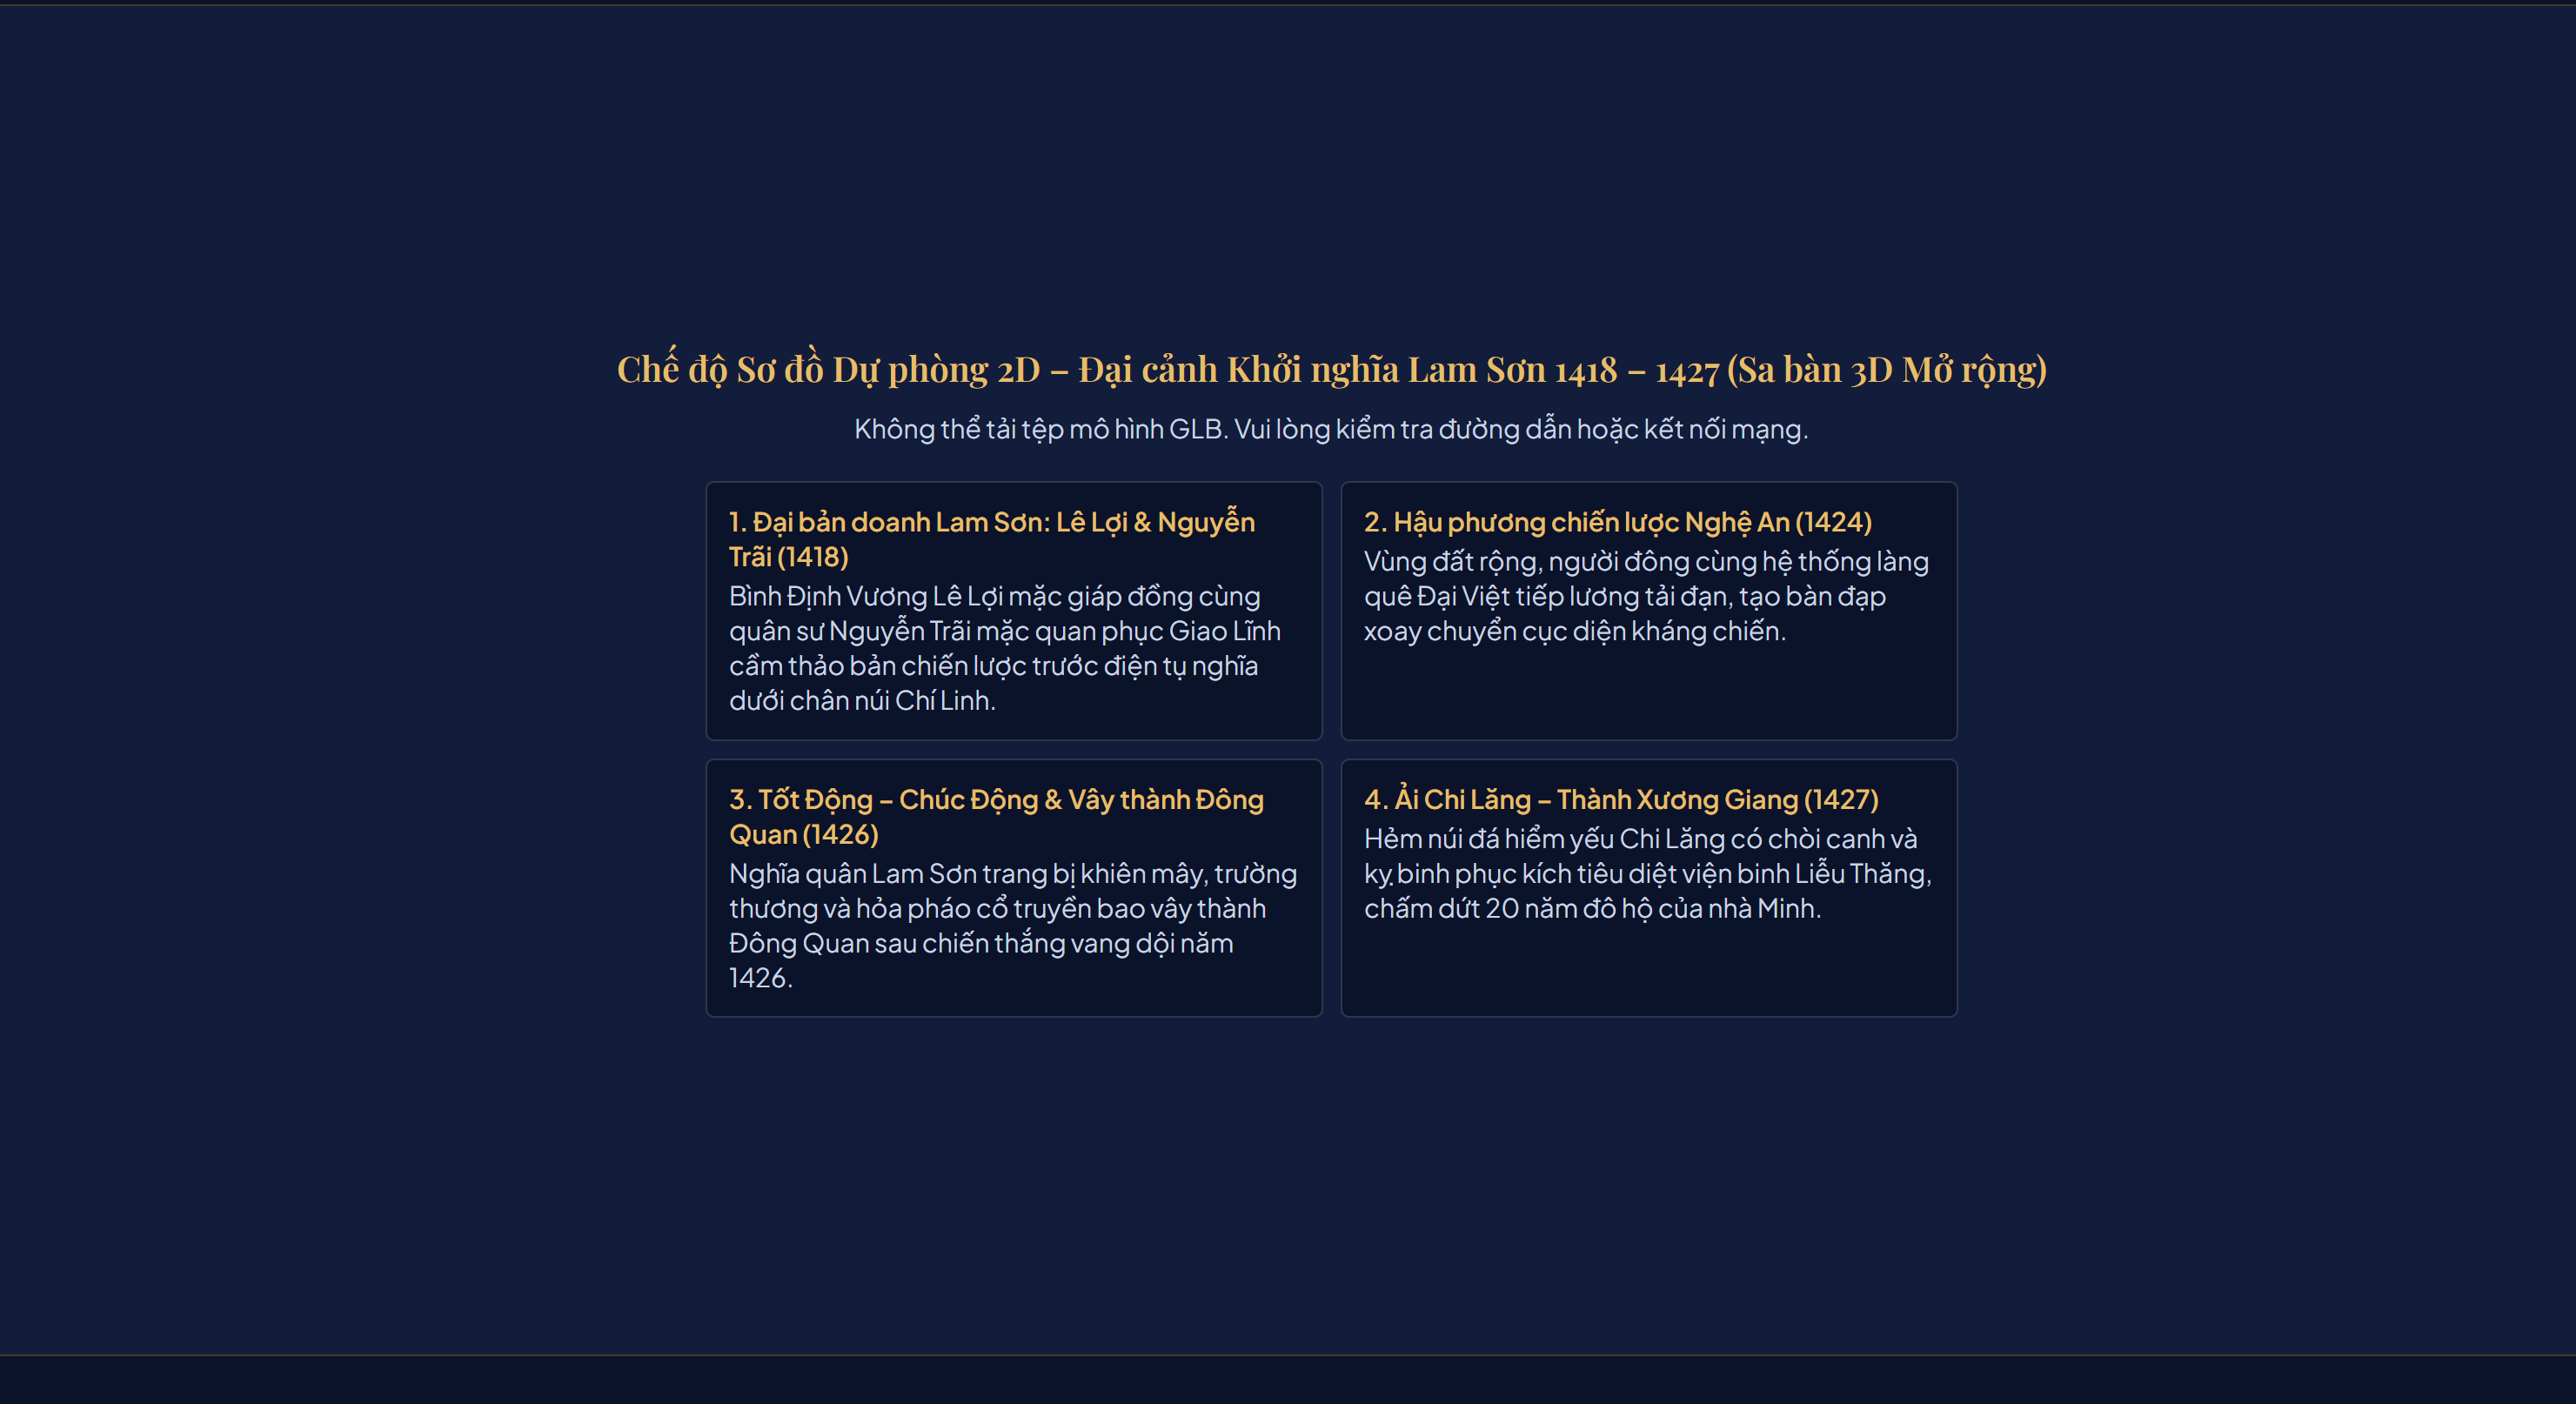 Chế độ Sơ đồ Dự phòng 2D – Đại cảnh Khởi nghĩa Lam Sơn 1418 – 1427 (Sa bàn 3D Mở rộng)
Không thể tải tệp mô hình GLB. Vui lòng kiểm tra đường dẫn hoặc kết nối mạng.
1. Đại bản doanh Lam Sơn: Lê Lợi & Nguyễn
Trãi (1418)
Bình Định Vương Lê Lợi mặc giáp đồng cùng
quân sư Nguyễn Trãi mặc quan phục Giao Lĩnh
cầm thảo bản chiến lược trước điện tụ nghĩa
dưới chân núi Chí Linh.
2. Hậu phương chiến lược Nghệ An (1424)
Vùng đất rộng, người đông cùng hệ thống làng
quê Đại Việt tiếp lương tải đạn, tạo bàn đạp
xoay chuyển cục diện kháng chiến.
3. Tốt Động – Chúc Động & Vây thành Đông
Quan (1426)
Nghĩa quân Lam Sơn trang bị khiên mây, trường
thương và hỏa pháo cổ truyền bao vây thành
Đông Quan sau chiến thắng vang dội năm
1426.
4. Ải Chi Lăng – Thành Xương Giang (1427)
Hẻm núi đá hiểm yếu Chi Lăng có chòi canh và
kỵ binh phục kích tiêu diệt viện binh Liễu Thăng,
chấm dứt 20 năm đô hộ của nhà Minh.